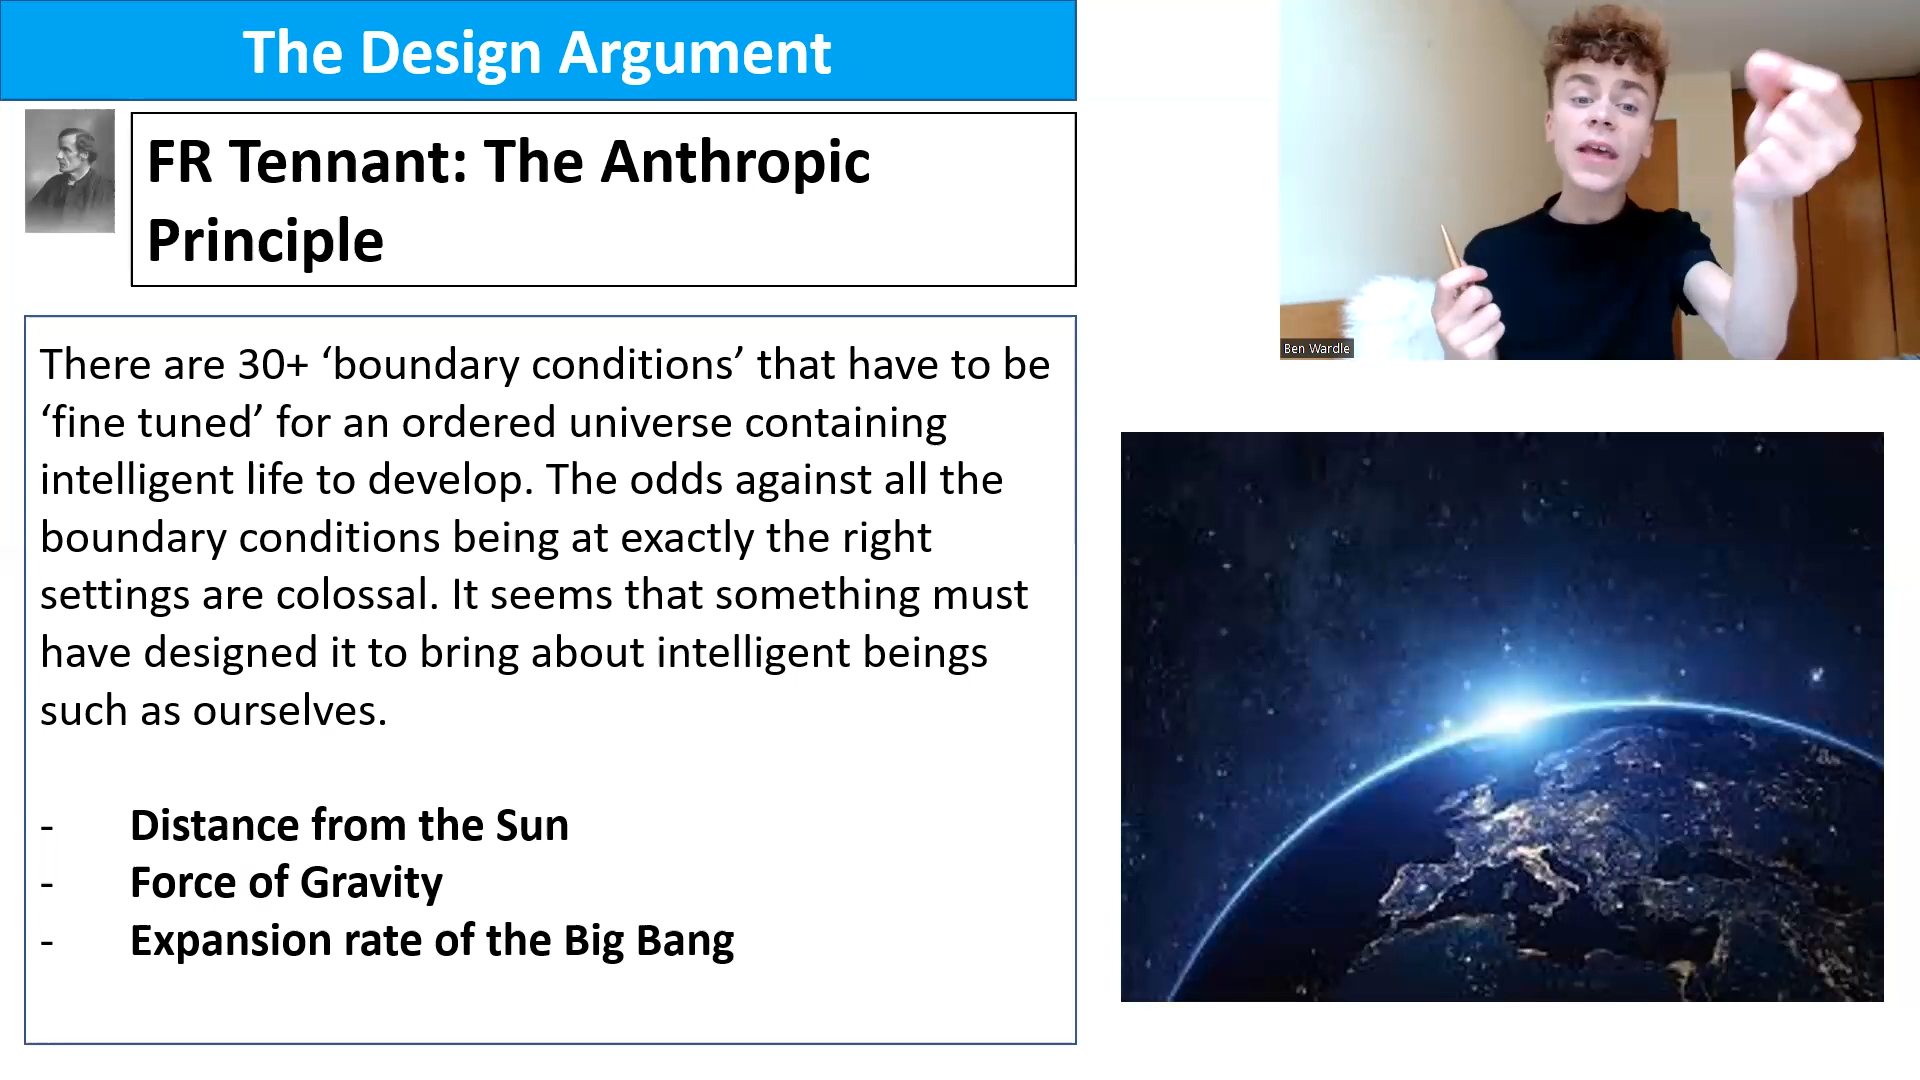 The Design Argument
FR Tennant: The Anthropic
Principle
There are 30+ ‘boundary conditions’ that have to be
‘fine tuned’ for an ordered universe containing
intelligent life to develop. The odds against all the
boundary conditions being at exactly the right
settings are colossal. It seems that something must
have designed it to bring about intelligent beings
such as ourselves.
- Distance from the Sun
- Force of Gravity
- Expansion rate of the Big Bang
Ben Wardle